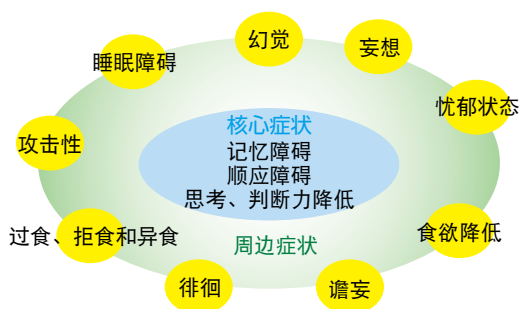 幻觉
妄想
睡眠障碍
忧郁状态
核心症状
记忆障碍
顺应障碍
思考、判断力降低
攻击性
过食、拒食和异食
周边症状
食欲降低
徘徊
谵妄